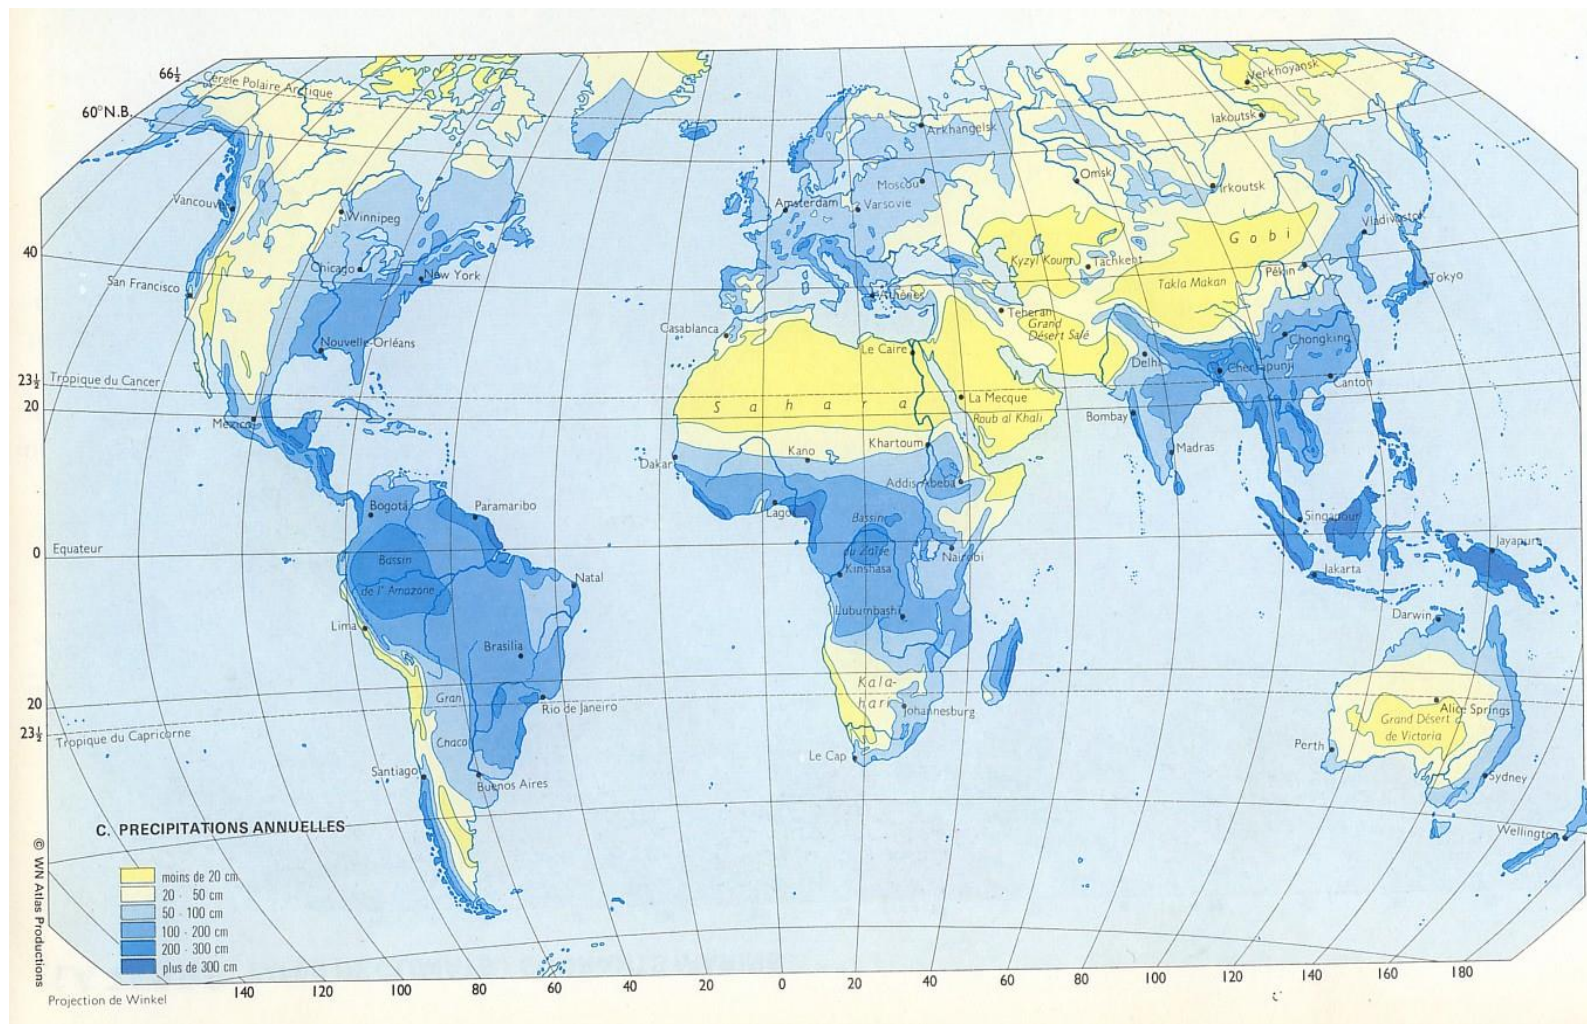 66½
Cercle Polaire Arctique
60°N.B.
Verkhoyansk
Iakoutsk
Arkhangelsk
Moscou
Omsk
Irkoutsk
Vancouver
Winnipeg
Amsterdam
Varsovie
Vladivostok
40
Chicago
New York
San Francisco
Gobi
Kyzyl Koum
Tachkent
Pékin
Tokyo
Takla Makan
Athènes
Teheran
Casablanca
Grand
Désert Salé
Nouvelle-Orléans
Le Caire
Chongking
Delhi
Cherrapunji
23½
Tropique du Cancer
Canton
20
Sahara
La Mecque
Roub al Khali
Bombay
Mexico
Khartoum
Kano
Madras
Dakar
Addis Abeba
Bogotá
Paramaribo
Lagos
Bassin
du Zaïre
Singapour
0
Equateur
Nairobi
Jayapura
Bassin
de l' Amazone
Kinshasa
Jakarta
Natal
Lima
Lubumbashi
Darwin
Brasilia
Kala-
hari
20
Gran
Chaco
Rio de Janeiro
Johannesburg
Alice Springs
Grand Désert
de Victoria
23½
Tropique du Capricorne
Perth
Le Cap
Santiago
Buenos Aires
Sydney
Wellington
C. PRECIPITATIONS ANNUELLES
moins de 20 cm
20 - 50 cm
50 - 100 cm
100 - 200 cm
200 - 300 cm
plus de 300 cm
© WN Atlas Productions
Projection de Winkel
140 120 100 80 60 40 20 0 20 40 60 80 100 120 140 160 180